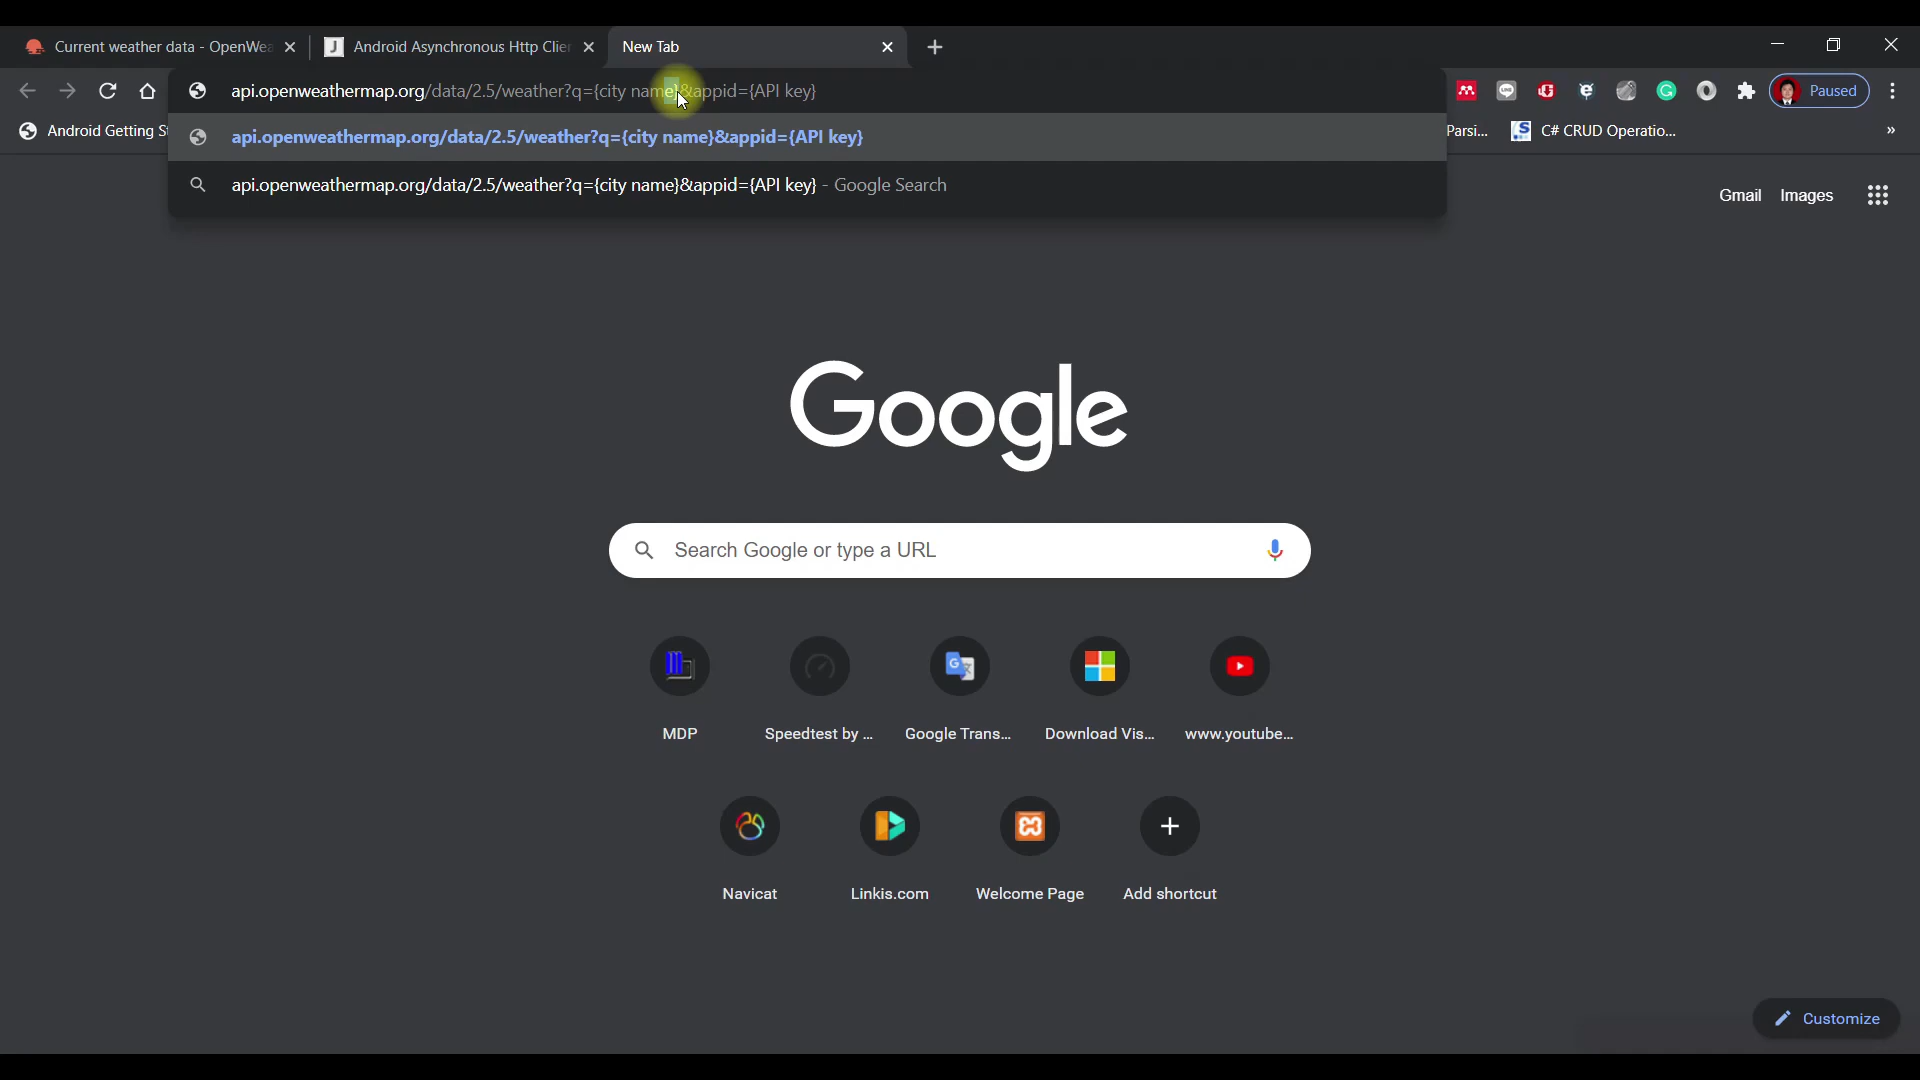 Current weather data - OpenWea
Android Asynchronous Http Clien
New Tab
api.openweathermap.org/data/2.5/weather?q={city name}&appid={API key}
Paused
Android Getting St
api.openweathermap.org/data/2.5/weather?q={city name}&appid={API key}
Parsi...
C# CRUD Operatio...
»
api.openweathermap.org/data/2.5/weather?q={city name}&appid={API key} - Google Search
Gmail Images
Google
Search Google or type a URL
MDP
Speedtest by ...
Google Trans...
Download Vis...
www.youtube...
Navicat
Linkis.com
Welcome Page
Add shortcut
Customize